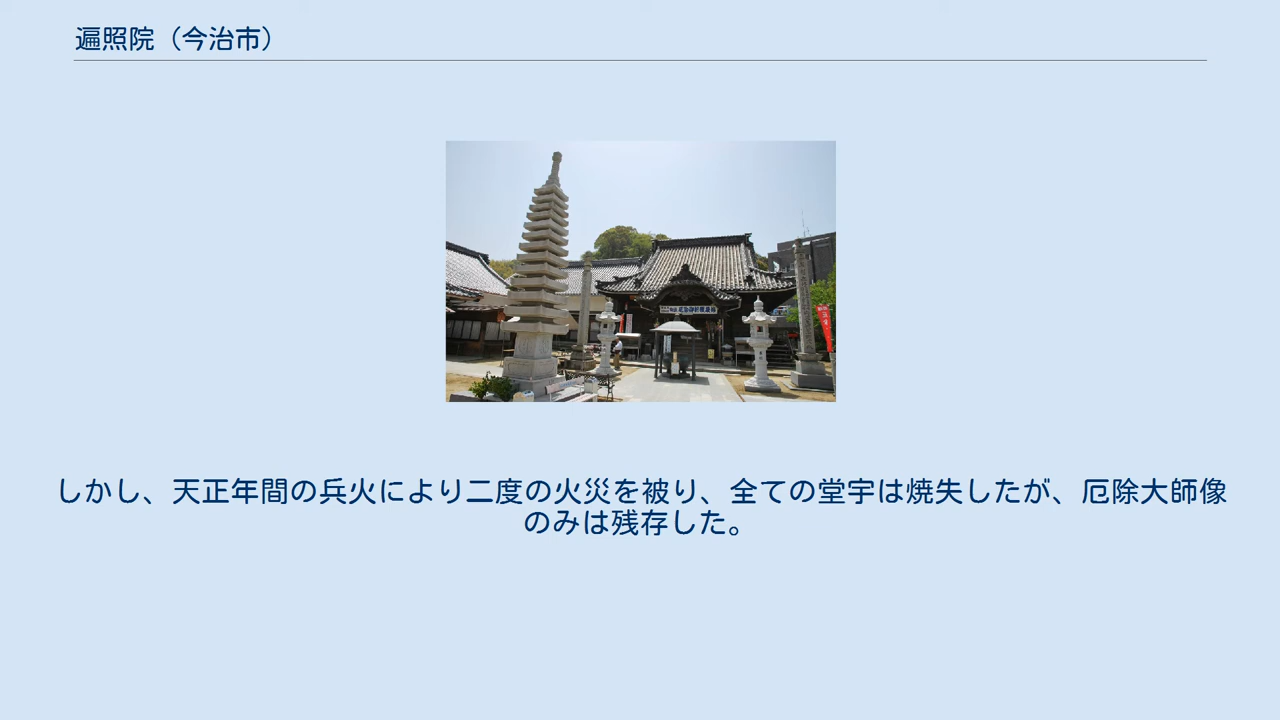 遍照院（今治市）
しかし、天正年間の兵火により二度の火災を被り、全ての堂宇は焼失したが、厄除大師像
のみは残存した。